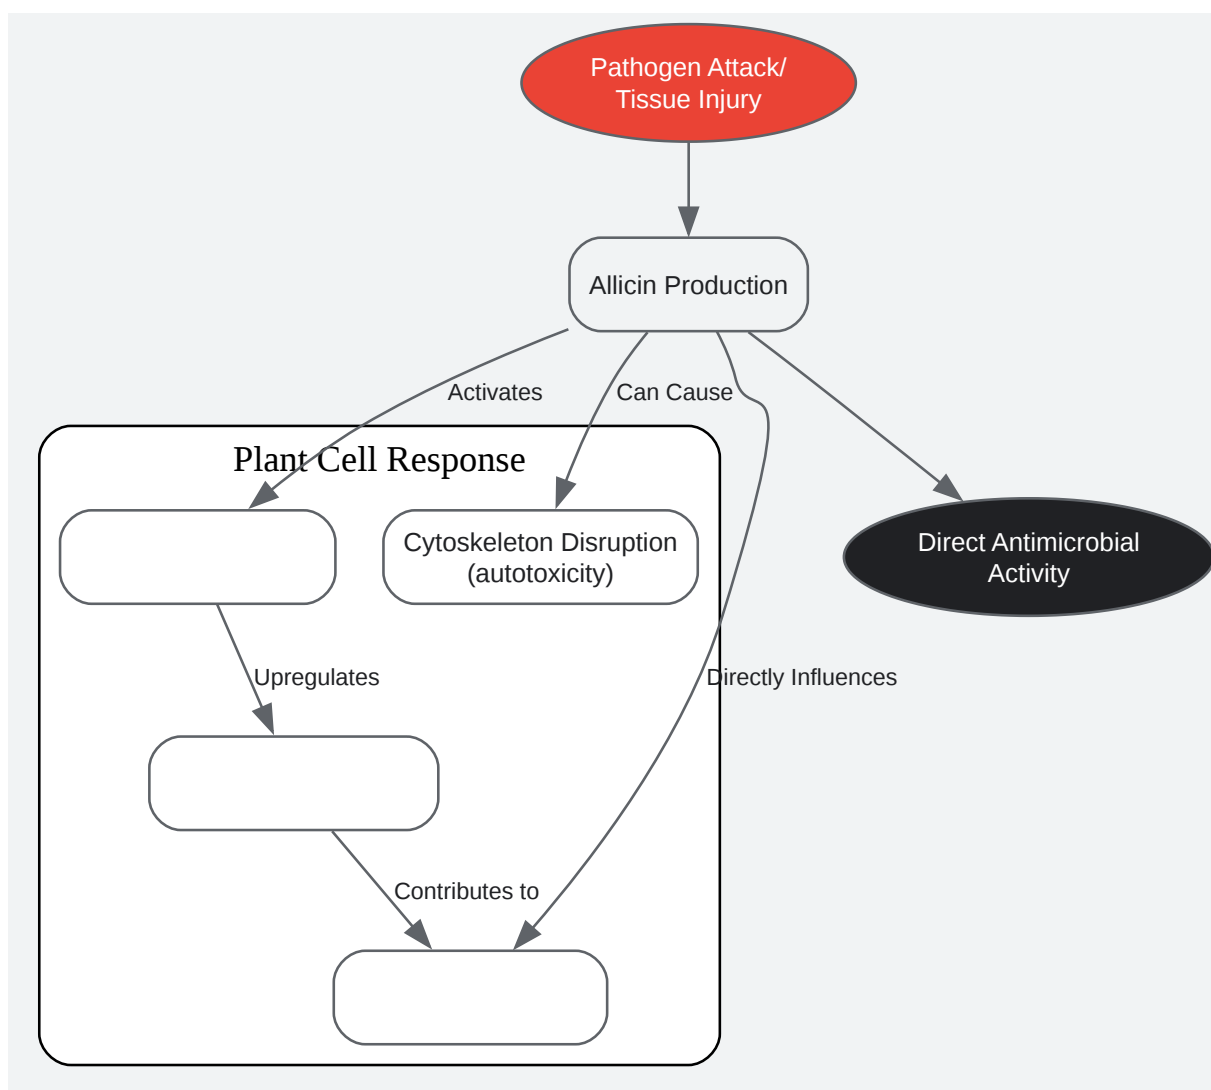 Pathogen Attack/
Tissue Injury
Allicin Production
Activates
Can Cause
Plant Cell Response
Cytoskeleton Disruption
(autotoxicity)
Direct Antimicrobial
Activity
Upregulates
Directly Influences
Contributes to